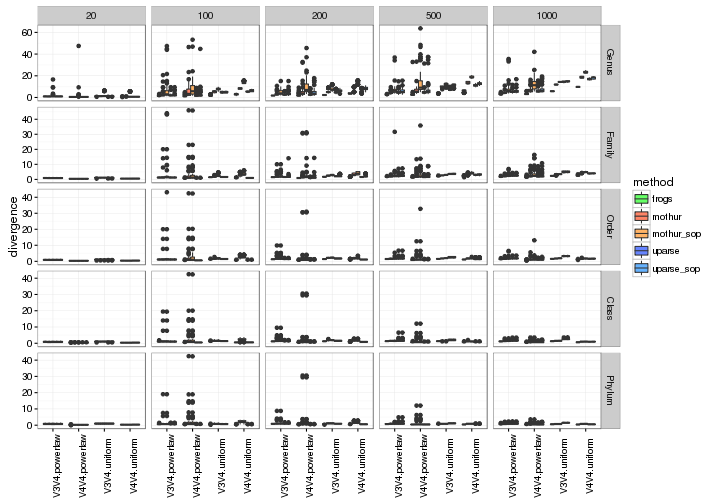 20 100 200 500 1000
60
40
20
0
Genus
40
30
20
10
0
Family
40
30
20
10
0
Order
40
30
20
10
0
Class
40
30
20
10
0
Phylum
divergence
V3V4.powerlaw V4V4.powerlaw V3V4.uniform V4V4.uniform V3V4.powerlaw V4V4.powerlaw V3V4.uniform V4V4.uniform V3V4.powerlaw V4V4.powerlaw V3V4.uniform V4V4.uniform V3V4.powerlaw V4V4.powerlaw V3V4.uniform V4V4.uniform V3V4.powerlaw V4V4.powerlaw V3V4.uniform V4V4.uniform
method
frogs
mothur
mothur_sop
uparse
uparse_sop